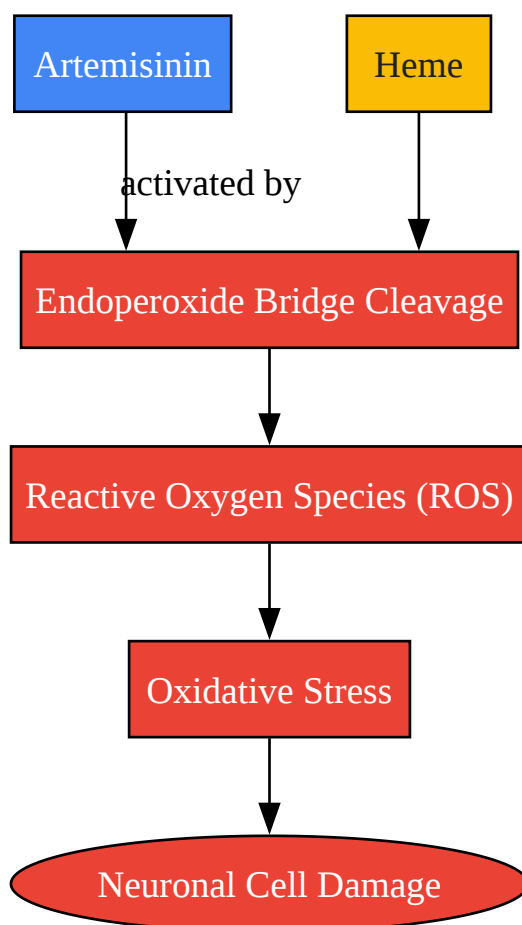 Artemisinin
Heme
activated by
Endoperoxide Bridge Cleavage
Reactive Oxygen Species (ROS)
Oxidative Stress
Neuronal Cell Damage